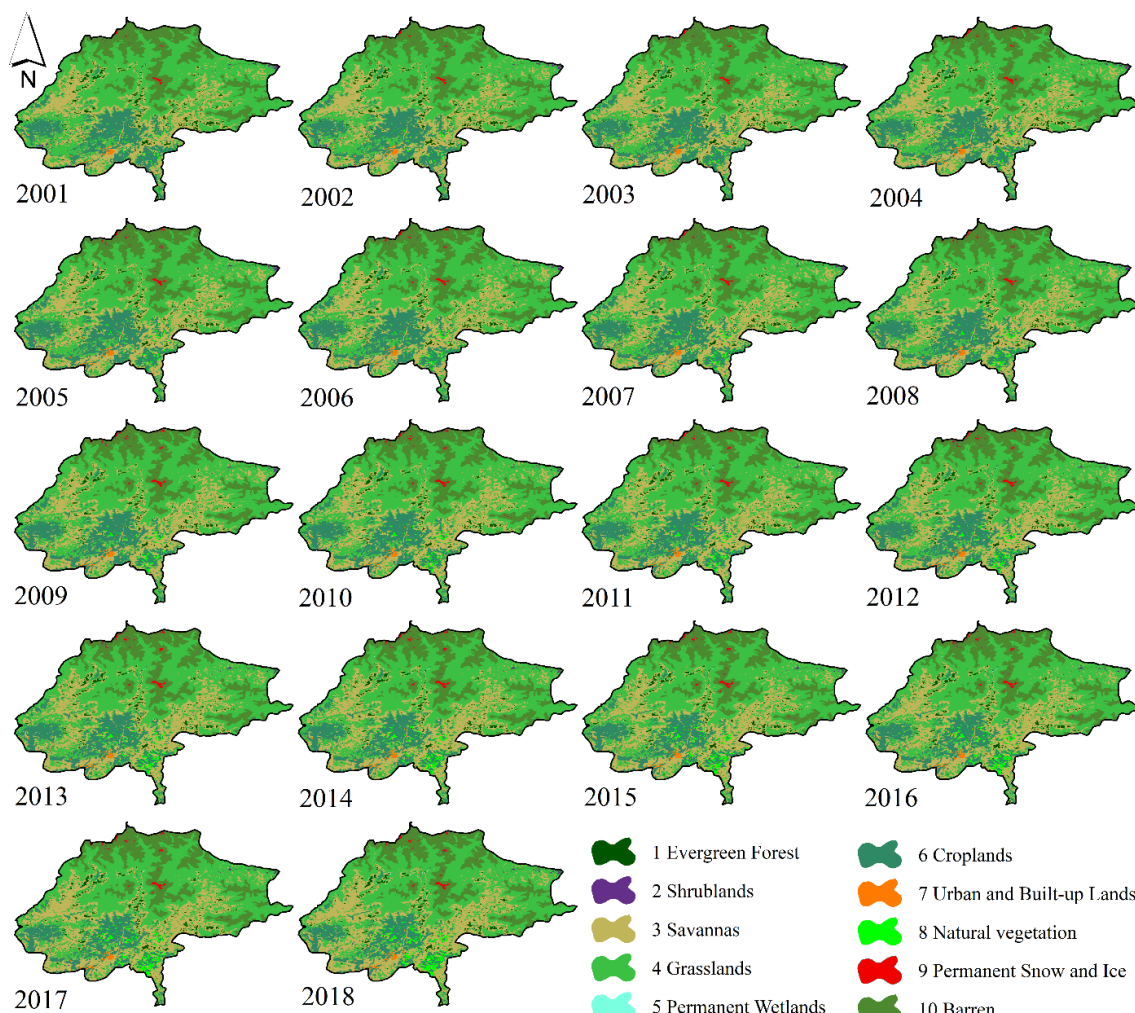 N
2001
2002
2003
2004
2005
2006
2007
2008
2009
2010
2011
2012
2013
2014
2015
2016
2017
2018
1 Evergreen Forest
2 Shrublands
3 Savannas
4 Grasslands
5 Permanent Wetlands
6 Croplands
7 Urban and Built-up Lands
8 Natural vegetation
9 Permanent Snow and Ice
10 Barren